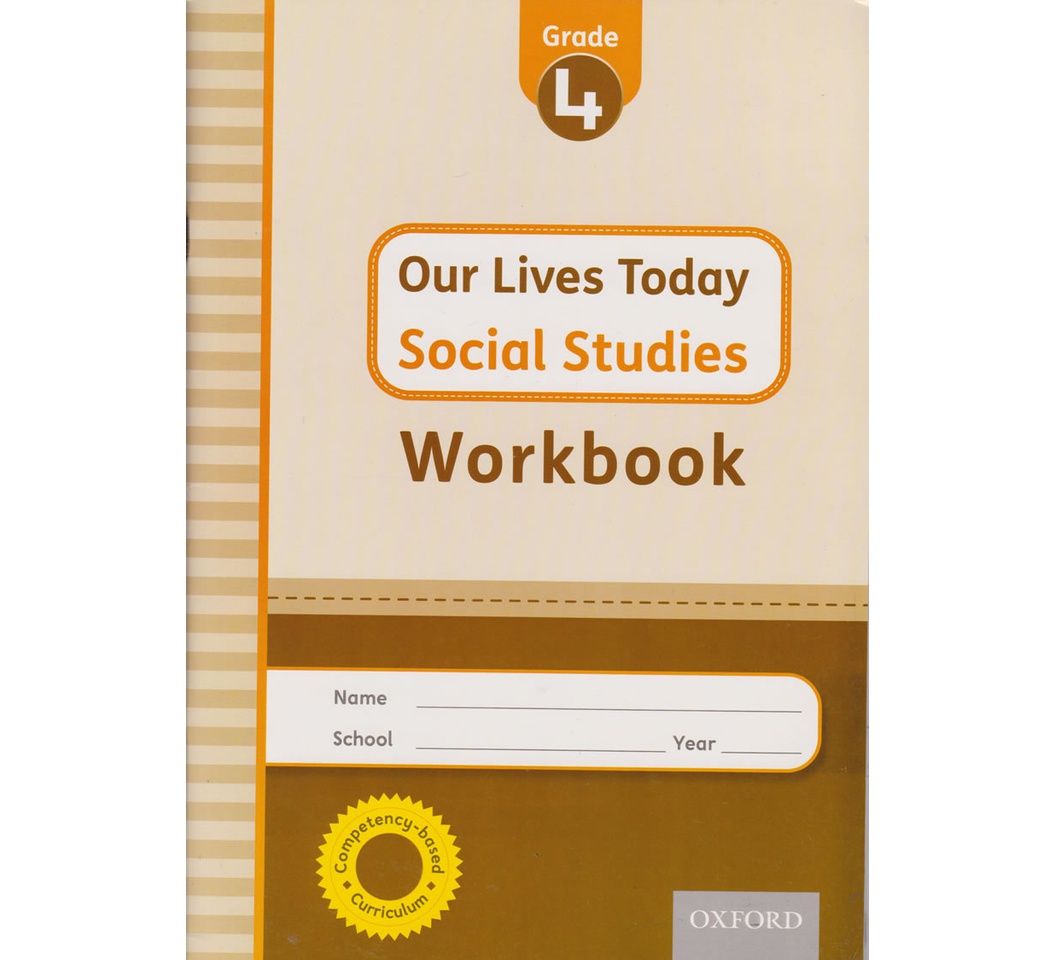 Grade
4
Our Lives Today
Social Studies
Workbook
Name
School Year
Competency-based
Curriculum
OXFORD